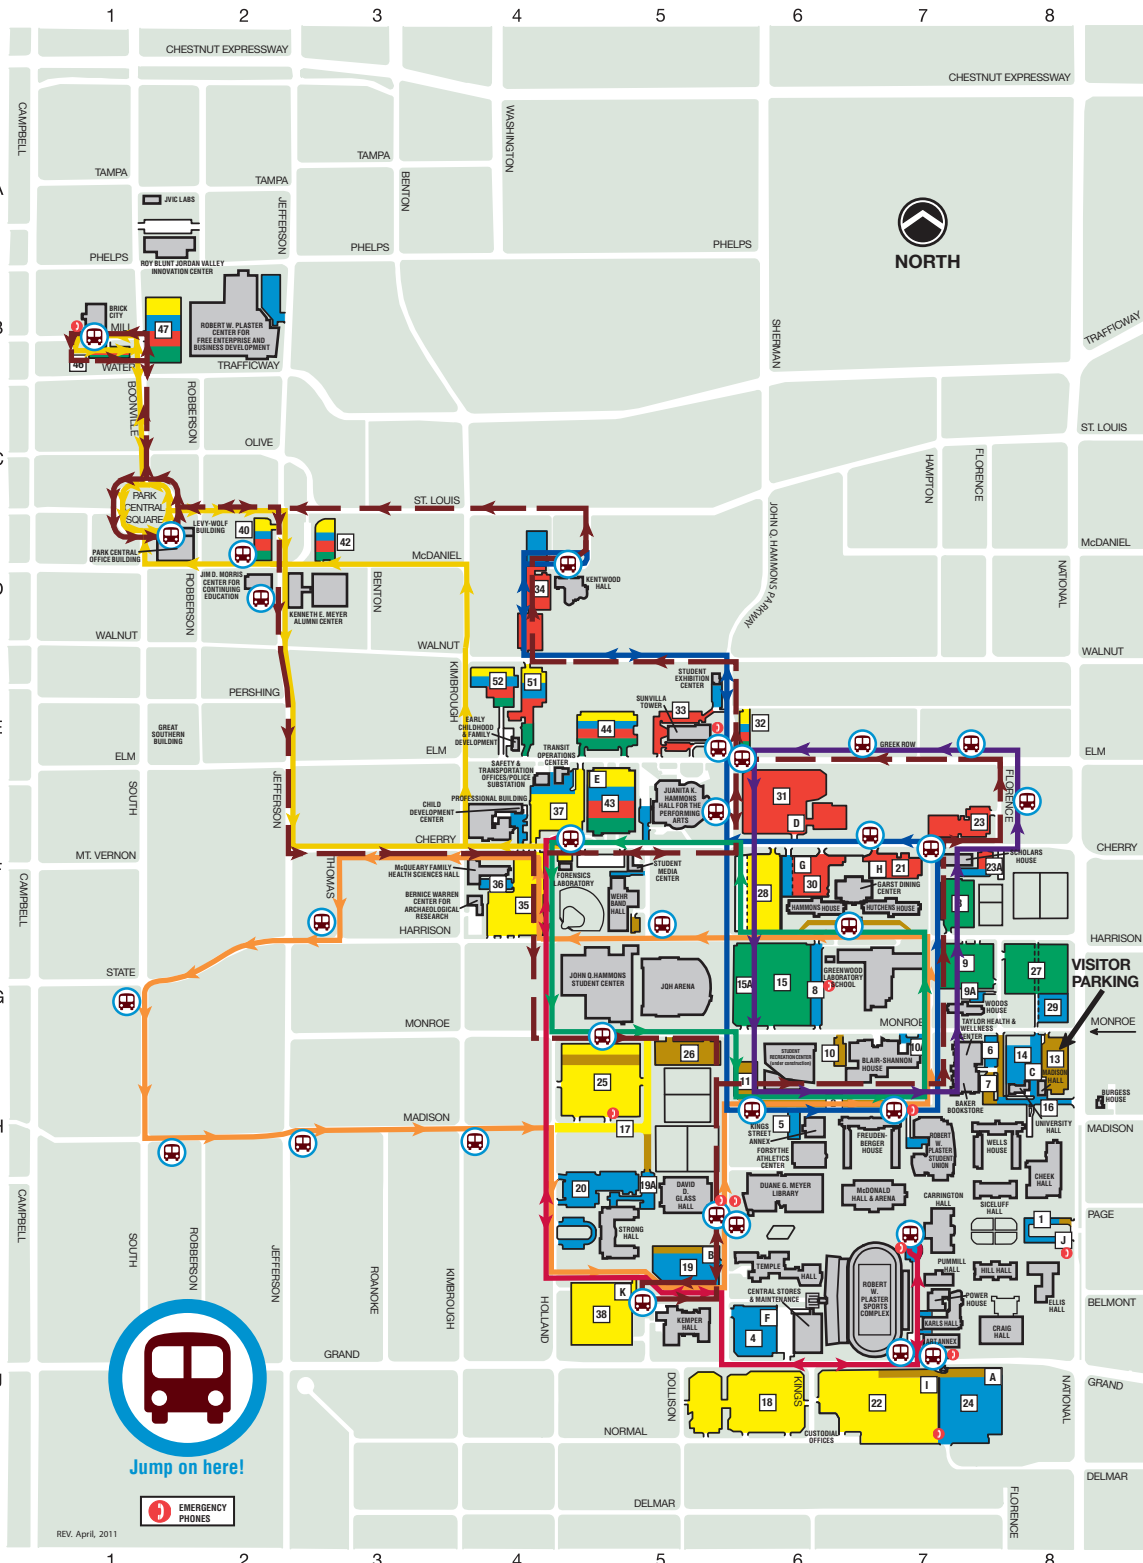 1 2 3 4 5 6 7 8
CHESTNUT EXPRESSWAY
CHESTNUT EXPRESSWAY
CAMPBELL
WASHINGTON
TAMPA
TAMPA
TAMPA
BENTON
JEFFERSON
JVIC LABS
PHELPS
PHELPS
PHELPS
ROY BLUNT JORDAN VALLEY
INNOVATION CENTER
NORTH
BRICK
CITY
MILL
47
ROBERT W. PLASTER
CENTER FOR
FREE ENTERPRISE AND
BUSINESS DEVELOPMENT
B
SHERMAN
TRAFFICWAY
WATER
TRAFFICWAY
BOONVILLE
ROBBERSON
OLIVE
ST. LOUIS
HAMPTON
FLORENCE
PARK
CENTRAL
SQUARE
ST. LOUIS
JOHN Q. HAMMONS PARKWAY
LEVY-WOLF
BUILDING
40
42
PARK CENTRAL
OFFICE BUILDING
McDANIEL
McDANIEL
JIM D. MORRIS
CENTER FOR
CONTINUING
EDUCATION
KENNETH E. MEYER
ALUMNI CENTER
ROBBERSON
BENTON
34
KENTWOOD
HALL
NATIONAL
WALNUT
WALNUT
WALNUT
KIMBROUGH
PERSHING
52
51
STUDENT
EXHIBITION
CENTER
SUNVILLA
TOWER
33
32
44
EARLY
CHILDHOOD
& FAMILY
DEVELOPMENT
GREAT
SOUTHERN
BUILDING
ELM
ELM
GREEK ROW
ELM
TRANSIT
OPERATIONS
CENTER
SAFETY &
TRANSPORTATION
OFFICES/POLICE
SUBSTATION
E
SOUTH
JEFFERSON
FLORENCE
PROFESSIONAL BUILDING
CHILD
DEVELOPMENT
CENTER
37
43
JUANITA K.
HAMMONS
HALL FOR THE
PERFORMING
ARTS
31
D
23
CHERRY
CHERRY
MT. VERNON
THOMAS
CAMPBELL
McQUEARY FAMILY
HEALTH SCIENCES HALL
36
BERNICE WARREN
CENTER FOR
ARCHAEOLOGICAL
RESEARCH
35
FORENSICS
LABORATORY
STUDENT
MEDIA
CENTER
WEHR
BAND
HALL
28
G
30
H
21
GARST DINING
CENTER
HAMMONS HOUSE
HUTCHENS HOUSE
SCHOLARS
HOUSE
23A
3
HARRISON
HARRISON
STATE
JOHN Q.HAMMONS
STUDENT CENTER
JQH ARENA
15A
15
8
GREENWOOD
LABORATORY
SCHOOL
9
9A
27
29
VISITOR
PARKING
WOODS
HOUSE
MONROE
MONROE
MONROE
TAYLOR HEALTH &
WELLNESS
CENTER
26
25
STUDENT
RECREATION CENTER
(under construction)
10
10A
BLAIR-SHANNON
HOUSE
6
14
C
13
MADISON
HALL
7
11
16
BAKER
BOOKSTORE
UNIVERSITY
HALL
BURGESS
HOUSE
MADISON
MADISON
17
KINGS
STREET
ANNEX
5
FORSYTHE
ATHLETICS
CENTER
FREUDEN-
BERGER
HOUSE
ROBERT
W.
PLASTER
STUDENT
UNION
WELLS
HOUSE
CHEEK
HALL
20
19A
DAVID
D.
GLASS
HALL
DUANE G. MEYER
LIBRARY
McDONALD
HALL & ARENA
CARRINGTON
HALL
SICELUFF
HALL
1
J
PAGE
CAMPBELL
SOUTH
ROBBERSON
JEFFERSON
ROANOKE
KIMBROUGH
HOLLAND
STRONG
HALL
B
19
TEMPLE
HALL
ROBERT
W.
PLASTER
SPORTS
COMPLEX
PUMMILL
HALL
HILL HALL
ELLIS
HALL
K
38
KEMPER
HALL
CENTRAL STORES
& MAINTENANCE
F
4
POWER
HOUSE
KARLS HALL
ART ANNEX
CRAIG
HALL
BELMONT
GRAND
GRAND
DOLLISON
18
KINGS
22
I
A
24
NATIONAL
CUSTODIAL
OFFICES
NORMAL
Jump on here!
DELMAR
DELMAR
FLORENCE
EMERGENCY
PHONES
REV. April, 2011
1 2 3 4 5 6 7 8